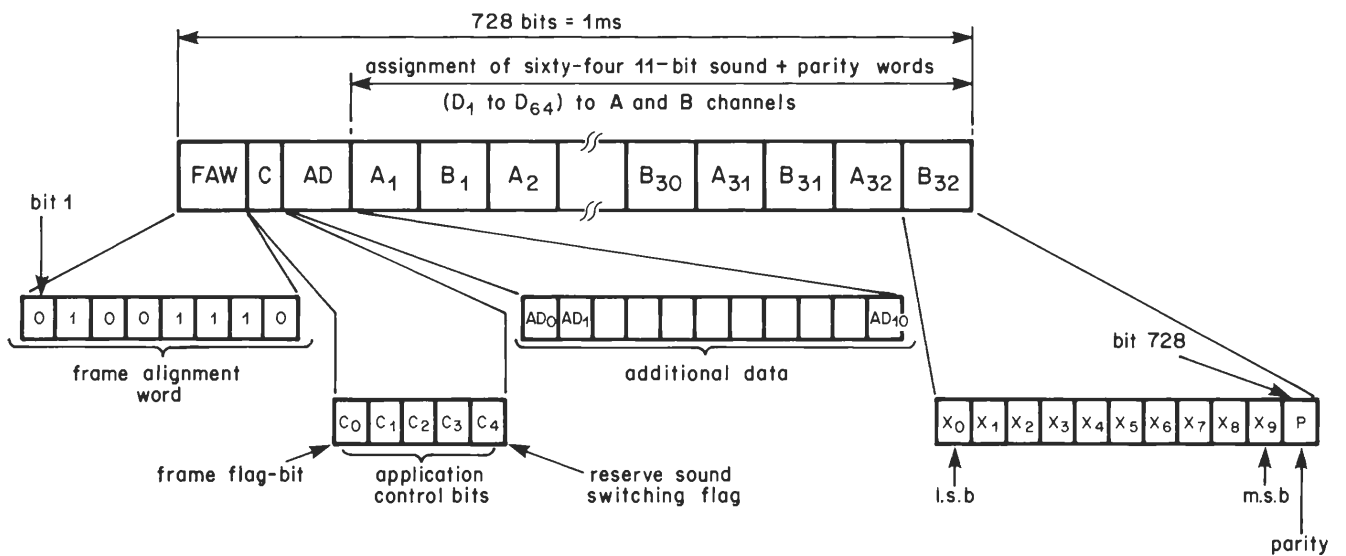 728 bits = 1ms
assignment of sixty-four 11-bit sound + parity words
(D1 to D64) to A and B channels
FAW C AD A1 B1 A2 B30 A31 B31 A32 B32
bit 1
0 1 0 0 1 1 1 0
frame alignment
word
AD0 AD1 AD10
additional data
bit 728
C0 C1 C2 C3 C4
frame flag-bit
application
control bits
reserve sound
switching flag
X0 X1 X2 X3 X4 X5 X6 X7 X8 X9 P
l.s.b
m.s.b
parity